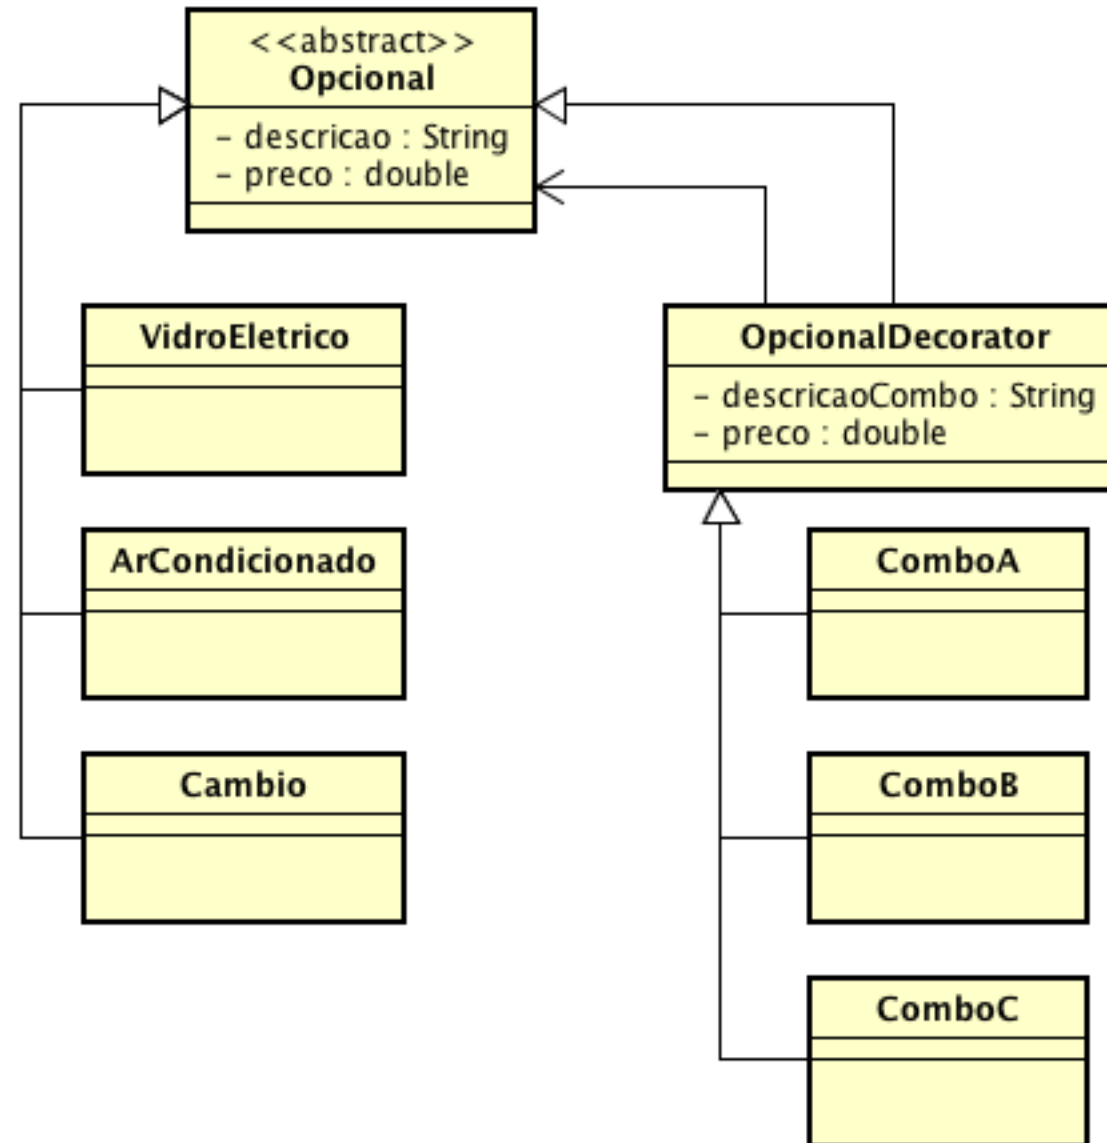 <<abstract>>
Opcional
- descricao : String
- preco : double
VidroEletrico
ArCondicionado
Cambio
OpcionalDecorator
- descricaoCombo : String
- preco : double
ComboA
ComboB
ComboC